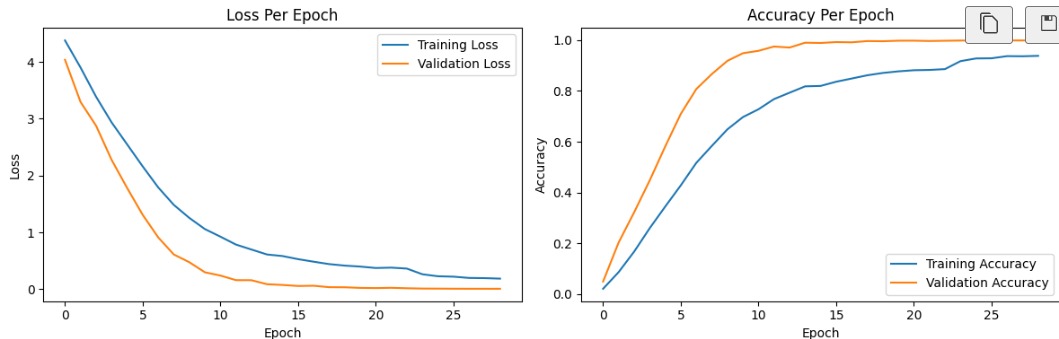 Loss Per Epoch
Training Loss
Validation Loss
4
3
2
1
0
Loss
0 5 10 15 20 25
Epoch
Accuracy Per Epoch
1.0
0.8
0.6
0.4
0.2
0.0
Accuracy
Training Accuracy
Validation Accuracy
0 5 10 15 20 25
Epoch